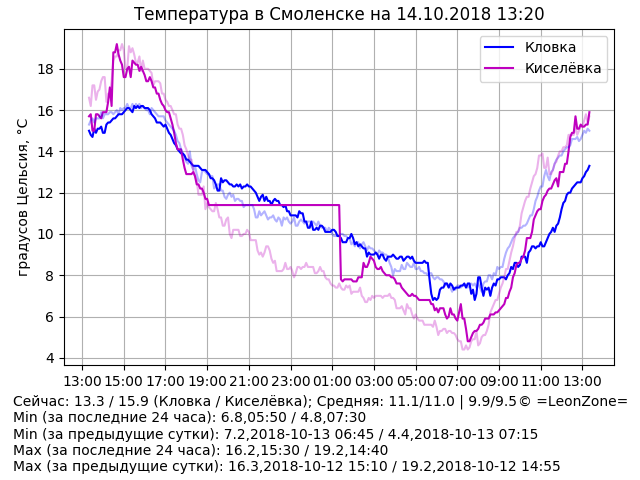 Температура в Смоленске на 14.10.2018 13:20
Кловка
Киселёвка
градусов Цельсия, °C
18
16
14
12
10
8
6
4
13:00 15:00 17:00 19:00 21:00 23:00 01:00 03:00 05:00 07:00 09:00 11:00 13:00
Сейчас: 13.3 / 15.9 (Кловка / Киселёвка); Средняя: 11.1/11.0 | 9.9/9.5© =LeonZone=
Min (за последние 24 часа): 6.8,05:50 / 4.8,07:30
Min (за предыдущие сутки): 7.2,2018-10-13 06:45 / 4.4,2018-10-13 07:15
Max (за последние 24 часа): 16.2,15:30 / 19.2,14:40
Max (за предыдущие сутки): 16.3,2018-10-12 15:10 / 19.2,2018-10-12 14:55